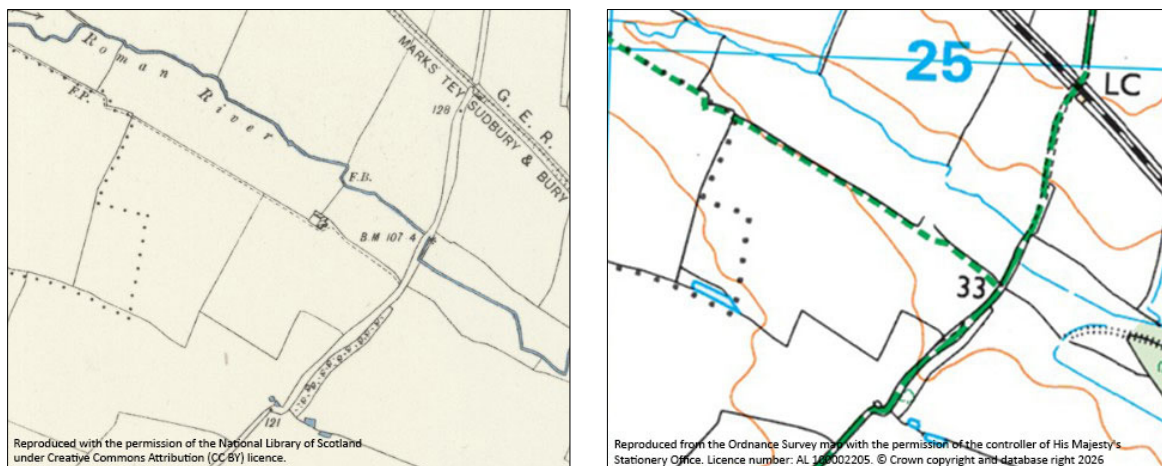 Roman River
F.P.
G. E. R.
MARKS TEY SUDBURY & BURY
128
F.B.
B.M 107.4
121
Reproduced with the permission of the National Library of Scotland
under Creative Commons Attribution (CC BY) licence.
25
LC
33
Reproduced from the Ordnance Survey map with the permission of the controller of His Majesty's
Stationery Office. Licence number: AL 100002205. © Crown copyright and database right 2026